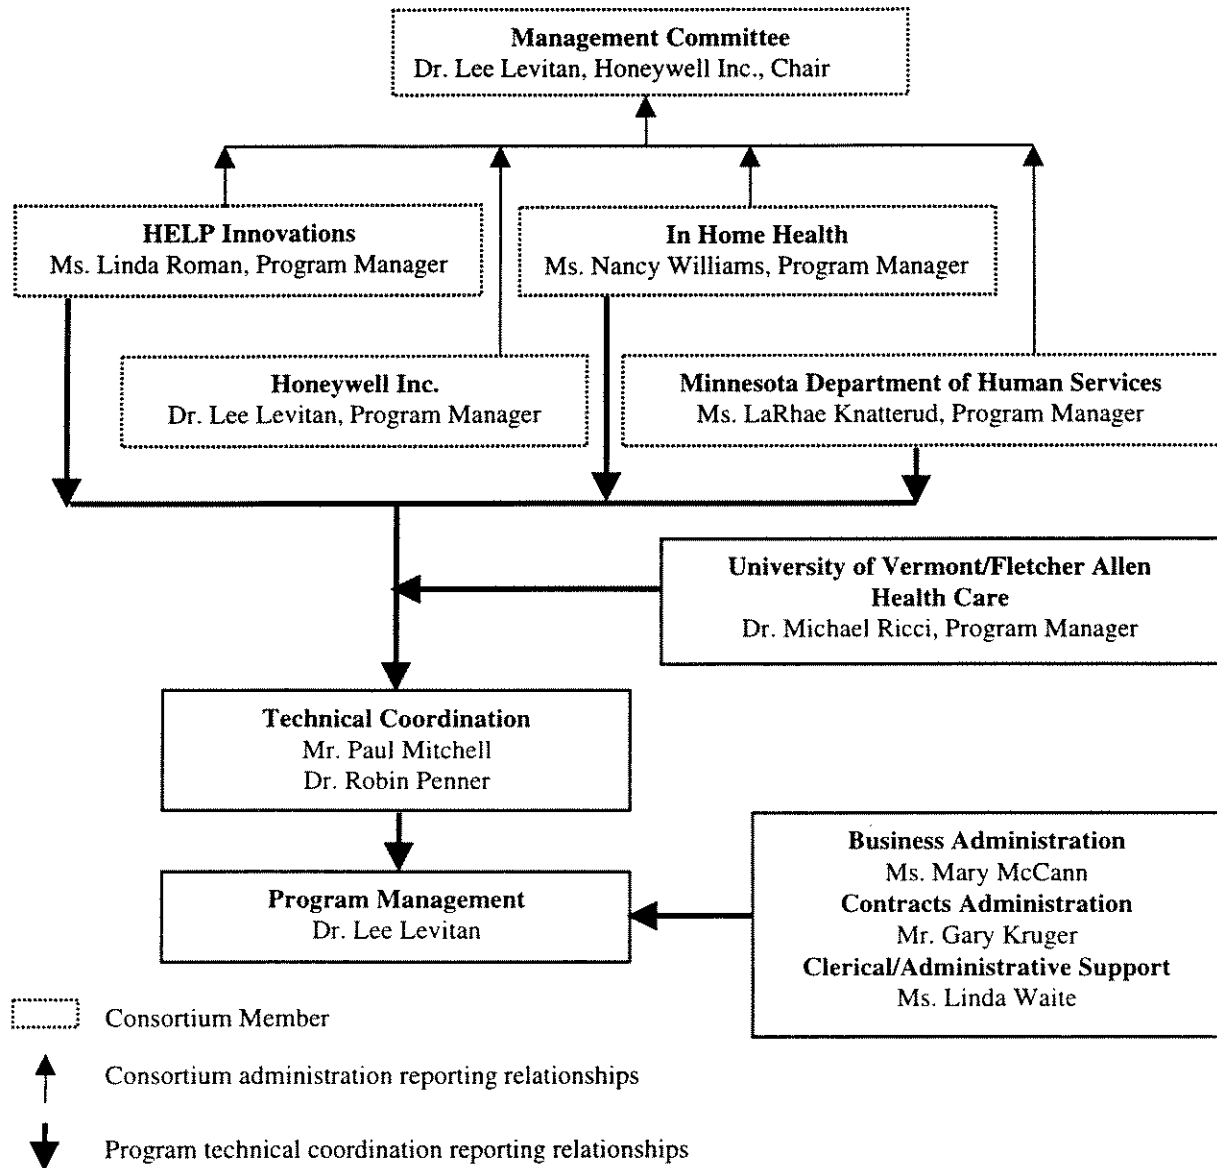 Management Committee
Dr. Lee Levitan, Honeywell Inc., Chair
HELP Innovations
Ms. Linda Roman, Program Manager
In Home Health
Ms. Nancy Williams, Program Manager
Honeywell Inc.
Dr. Lee Levitan, Program Manager
Minnesota Department of Human Services
Ms. LaRhae Knatterud, Program Manager
University of Vermont/Fletcher Allen
Health Care
Dr. Michael Ricci, Program Manager
Technical Coordination
Mr. Paul Mitchell
Dr. Robin Penner
Program Management
Dr. Lee Levitan
Business Administration
Ms. Mary McCann
Contracts Administration
Mr. Gary Kruger
Clerical/Administrative Support
Ms. Linda Waite
Consortium Member
Consortium administration reporting relationships
Program technical coordination reporting relationships